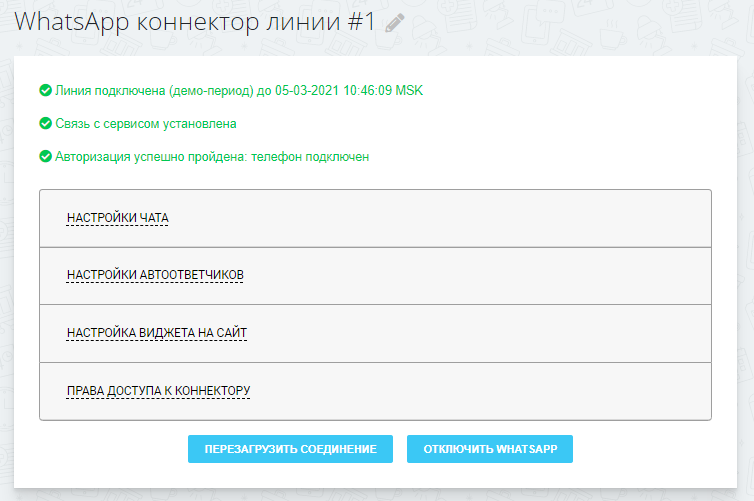 WhatsApp коннектор линии #1
Линия подключена (демо-период) до 05-03-2021 10:46:09 MSK
Связь с сервисом установлена
Авторизация успешно пройдена: телефон подключен
НАСТРОЙКИ ЧАТА
НАСТРОЙКИ АВТООТВЕТЧИКОВ
НАСТРОЙКА ВИДЖЕТА НА САЙТ
ПРАВА ДОСТУПА К КОННЕКТОРУ
ПЕРЕЗАГРУЗИТЬ СОЕДИНЕНИЕ ОТКЛЮЧИТЬ WHATSAPP